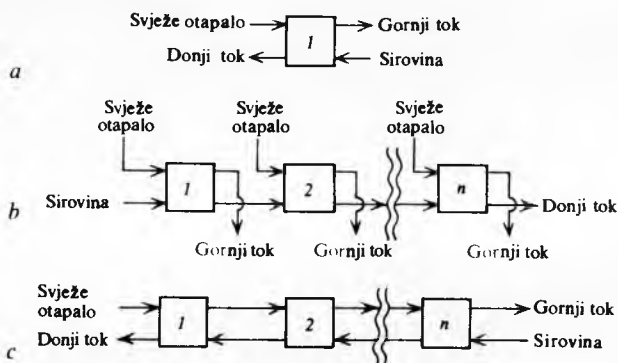 Svježe otapalo
Gornji tok
1
Donji tok
Sirovina
a
Svježe
otapalo
Svježe
otapalo
Svježe
otapalo
1
2
n
Sirovina
Donji tok
b
Gornji tok
Gornji tok
Gornji tok
Svježe
otapalo
Gornji tok
1
2
n
Donji tok
Sirovina
c